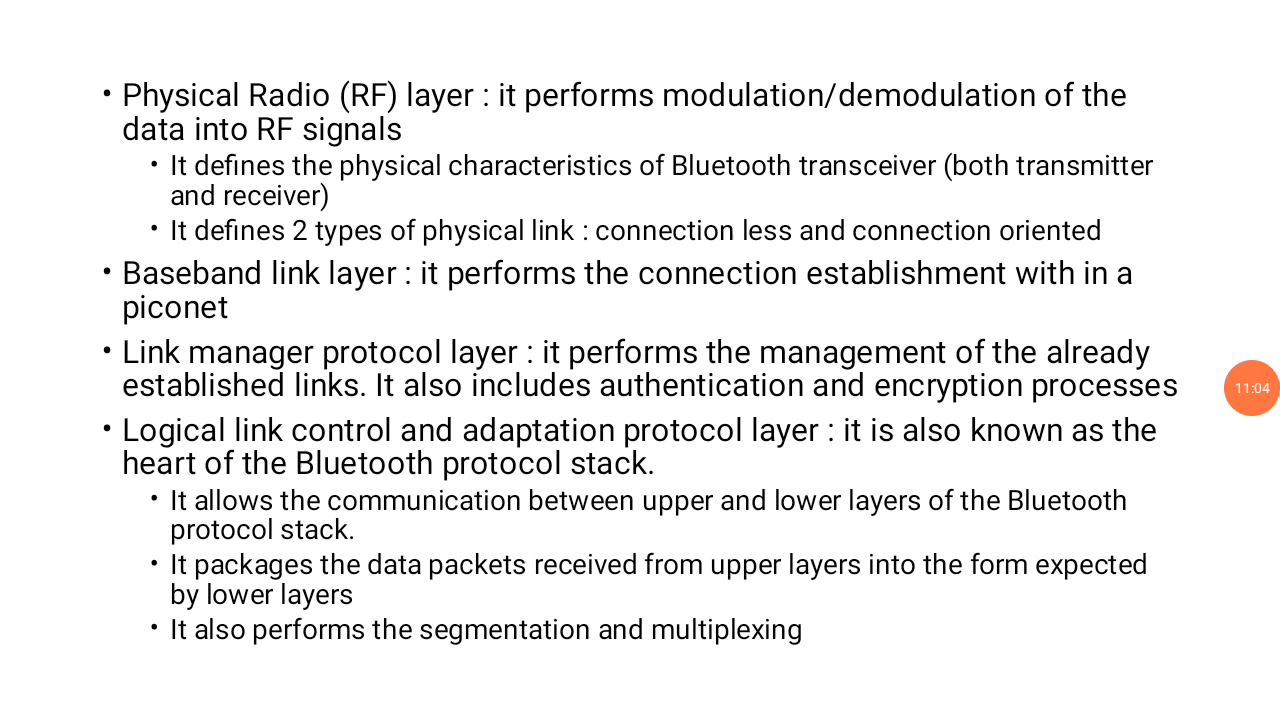 • Physical Radio (RF) layer : it performs modulation/demodulation of the
data into RF signals
• It defines the physical characteristics of Bluetooth transceiver (both transmitter
and receiver)
• It defines 2 types of physical link : connection less and connection oriented
• Baseband link layer : it performs the connection establishment with in a
piconet
• Link manager protocol layer : it performs the management of the already
established links. It also includes authentication and encryption processes
11:04
• Logical link control and adaptation protocol layer : it is also known as the
heart of the Bluetooth protocol stack.
• It allows the communication between upper and lower layers of the Bluetooth
protocol stack.
• It packages the data packets received from upper layers into the form expected
by lower layers
• It also performs the segmentation and multiplexing